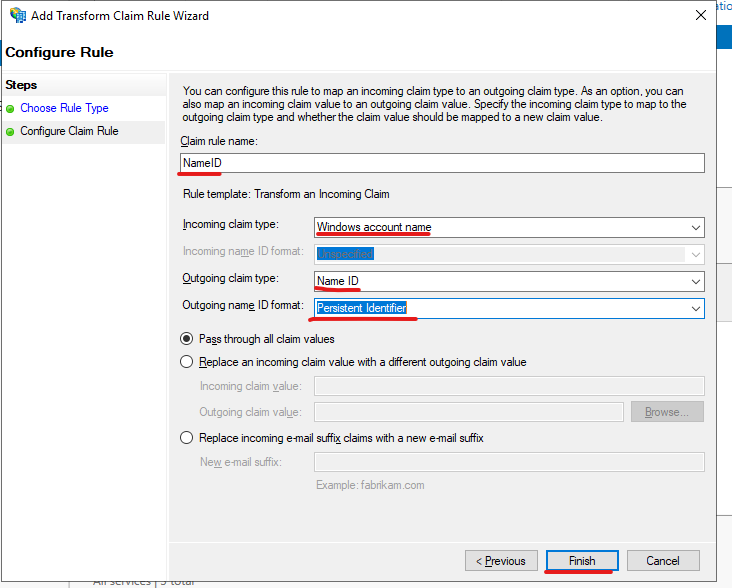 Add Transform Claim Rule Wizard
Configure Rule
Steps
Choose Rule Type
Configure Claim Rule
You can configure this rule to map an incoming claim type to an outgoing claim type. As an option, you can
also map an incoming claim value to an outgoing claim value. Specify the incoming claim type to map to the
outgoing claim type and whether the claim value should be mapped to a new claim value.
Claim rule name:
NameID
Rule template: Transform an Incoming Claim
Incoming claim type:
Windows account name
Incoming name ID format:
Unspecified
Outgoing claim type:
Name ID
Outgoing name ID format:
Persistent Identifier
Pass through all claim values
Replace an incoming claim value with a different outgoing claim value
Incoming claim value:
Outgoing claim value:
Browse...
Replace incoming e-mail suffix claims with a new e-mail suffix
New e-mail suffix:
Example: fabrikam.com
< Previous
Finish
Cancel
All services | 3 total